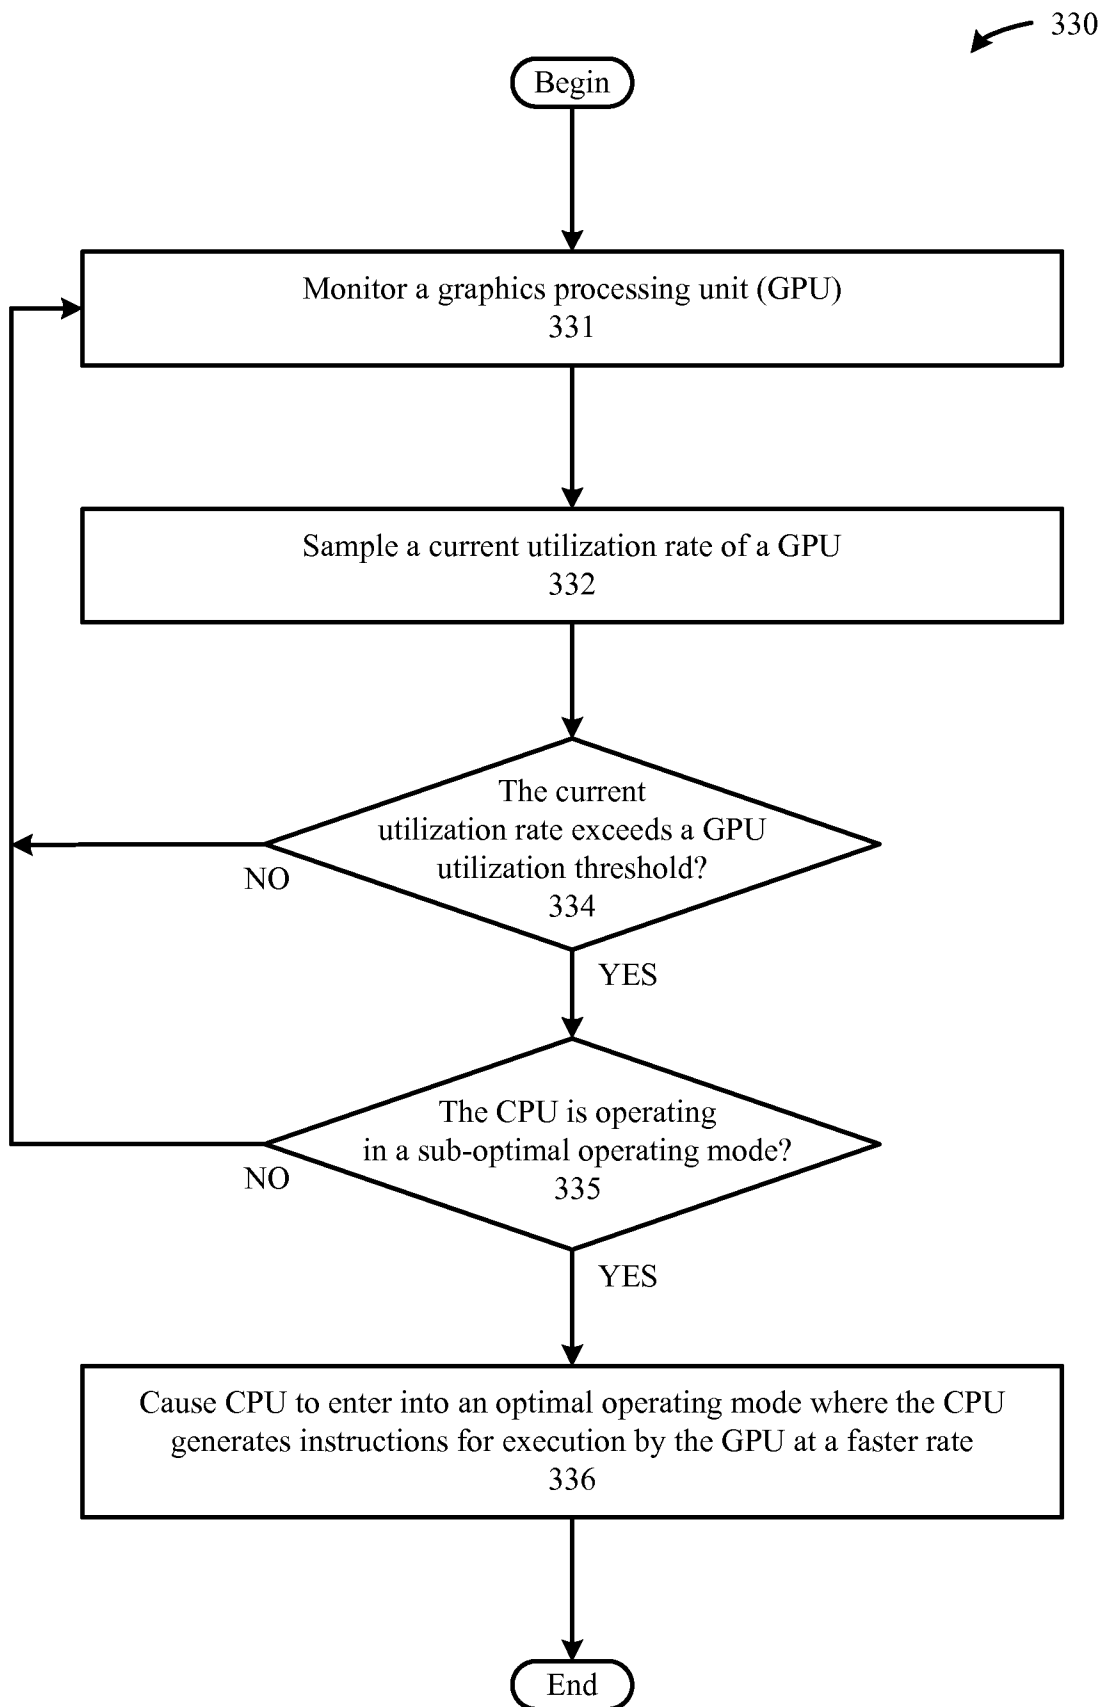 330
Begin
Monitor a graphics processing unit (GPU)
331
Sample a current utilization rate of a GPU
332
The current
utilization rate exceeds a GPU
utilization threshold?
334
NO
YES
The CPU is operating
in a sub-optimal operating mode?
335
NO
YES
Cause CPU to enter into an optimal operating mode where the CPU
generates instructions for execution by the GPU at a faster rate
336
End